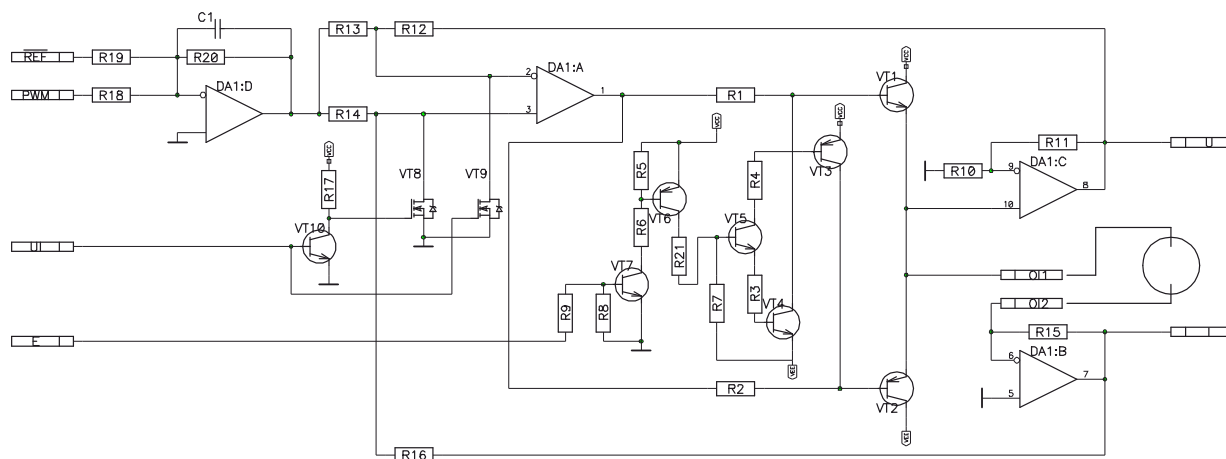 C1
R13
R12
REF
R19
R20
DA1:D
DA1:A
VCC
VT1
PWM
R18
2
1
R1
VCC
R14
3
VCC
R11
U
VCC
R5
VT3
R10
DA1:C
9
8
R17
VT8
VT9
R4
VT6
10
R6
VT5
VT10
UI
R21
VT7
OI1
R3
R7
OI2
R9
R8
VT4
R15
E
DA1:B
VEE
6
7
R2
5
VT2
VEE
R16